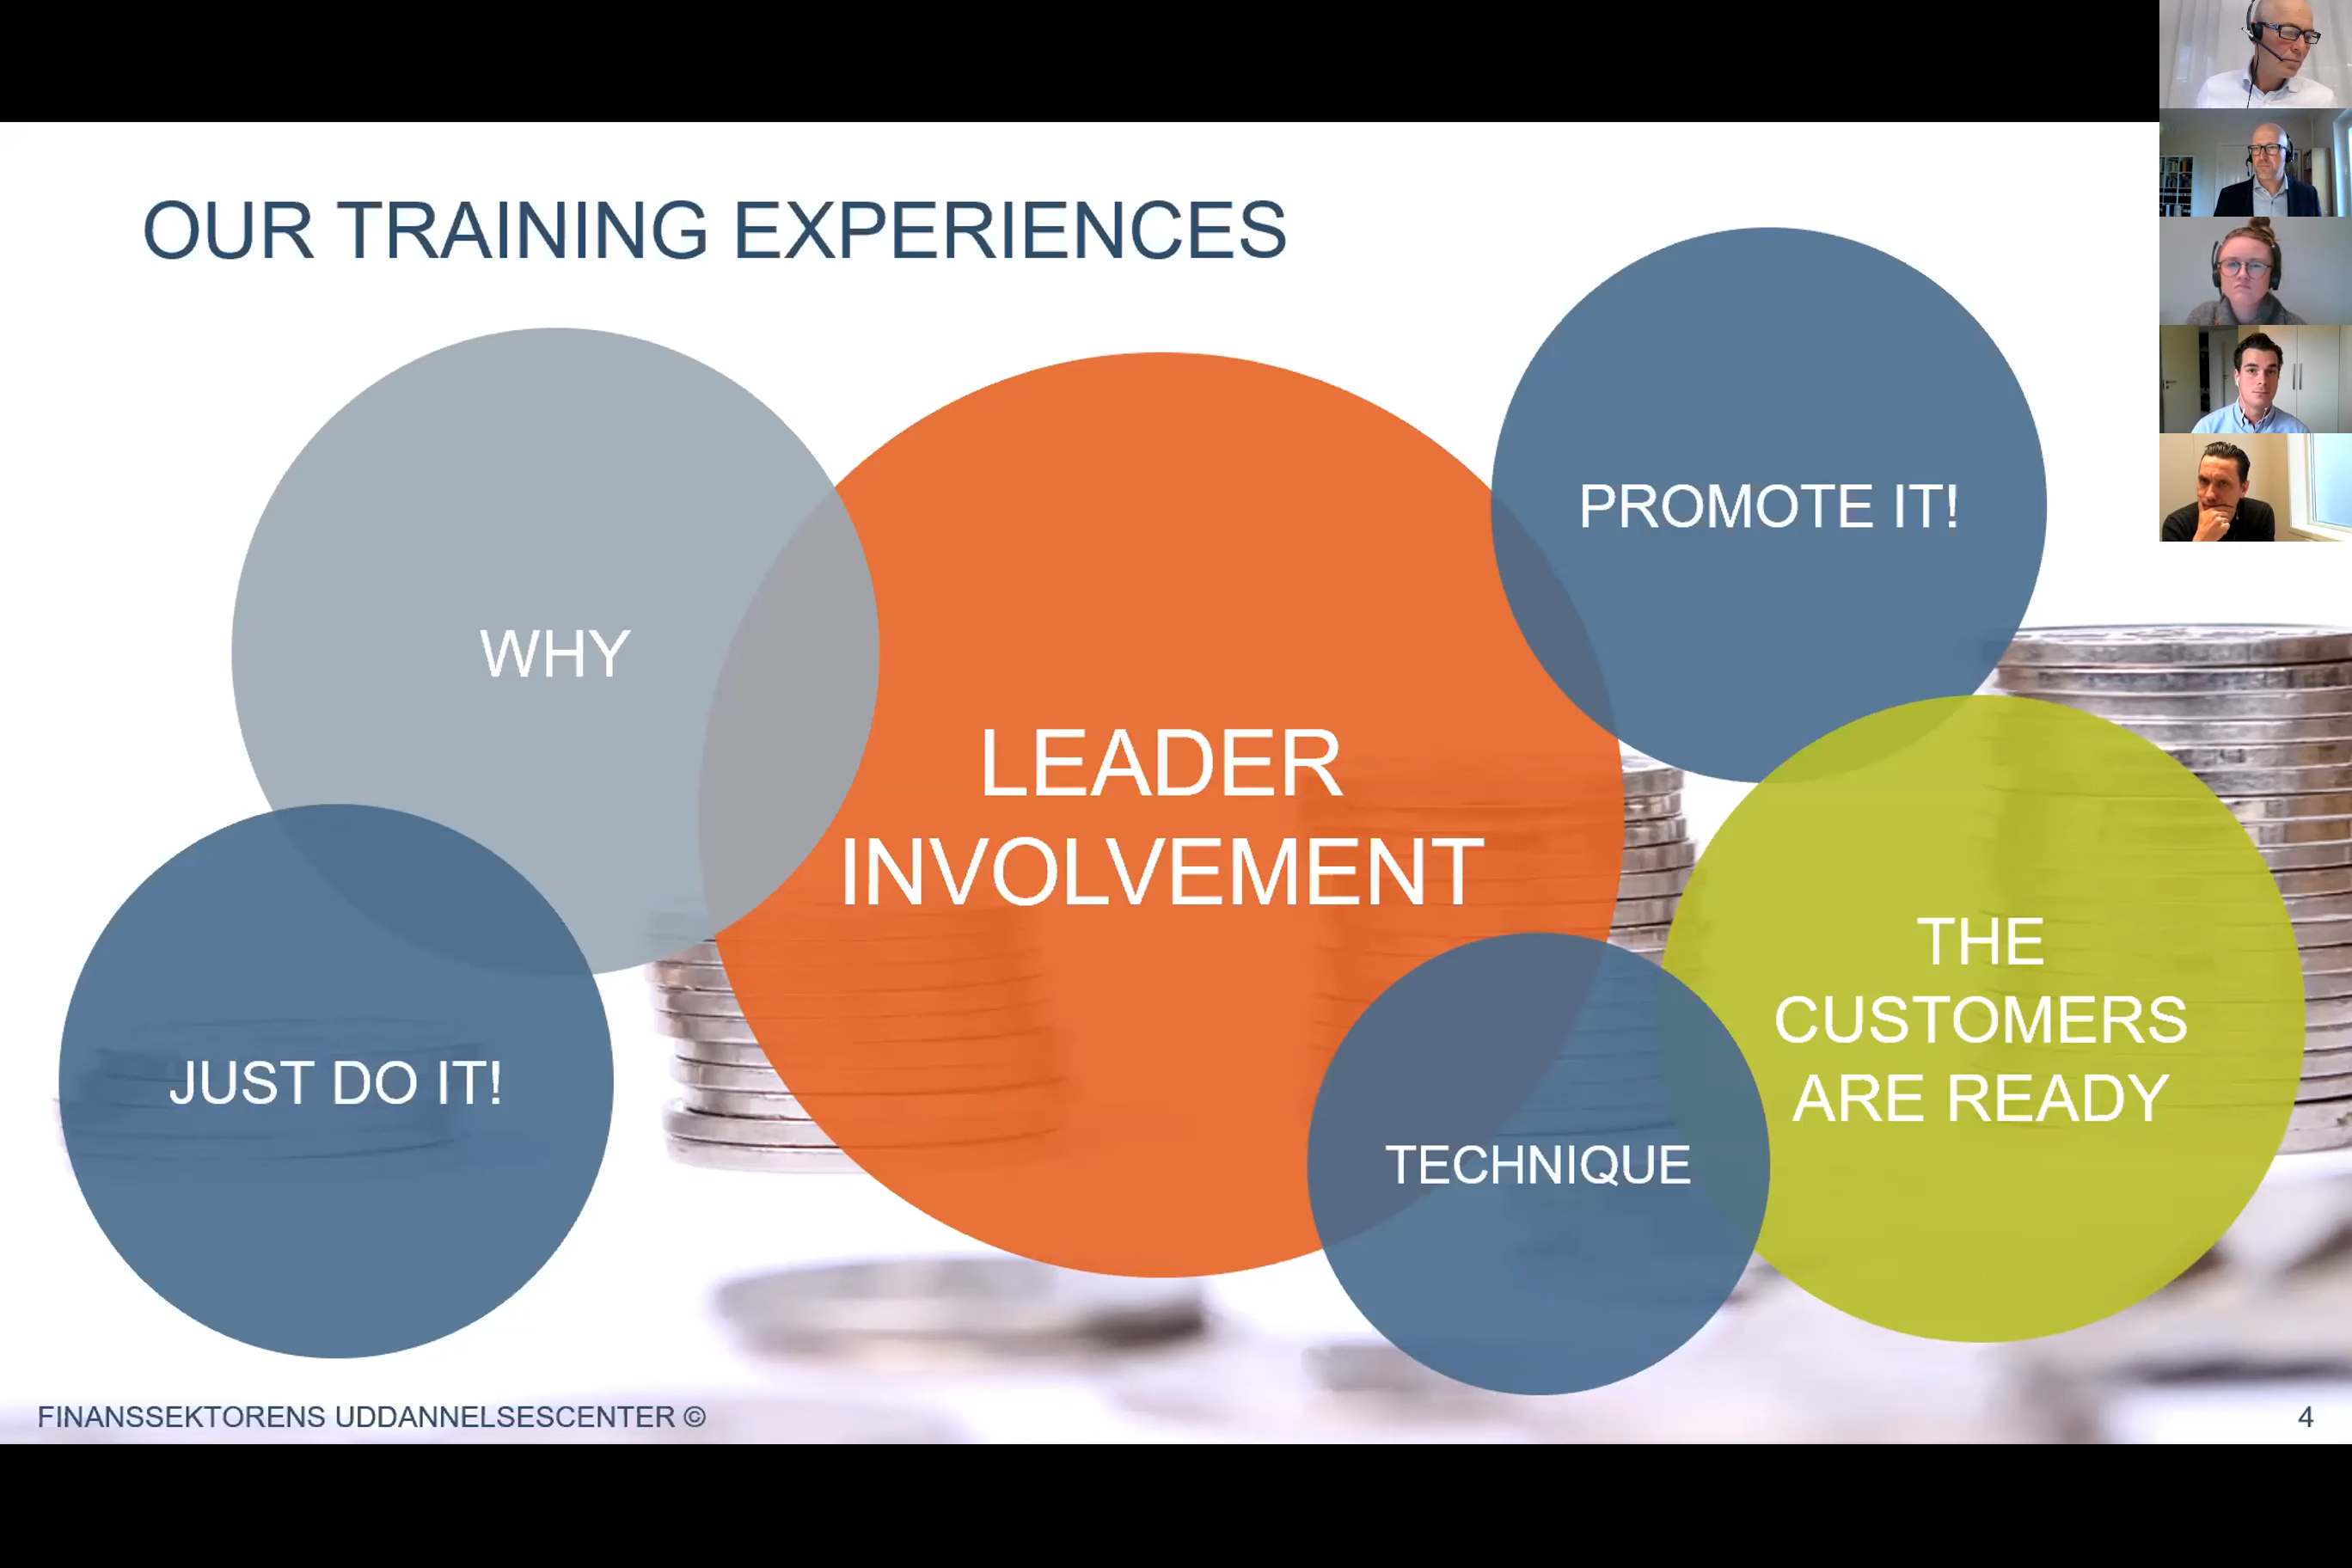 OUR TRAINING EXPERIENCES
WHY
LEADER
INVOLVEMENT
PROMOTE IT!
JUST DO IT!
TECHNIQUE
THE
CUSTOMERS
ARE READY
FINANSSEKTORENS UDDANNELSESCENTER ©
4